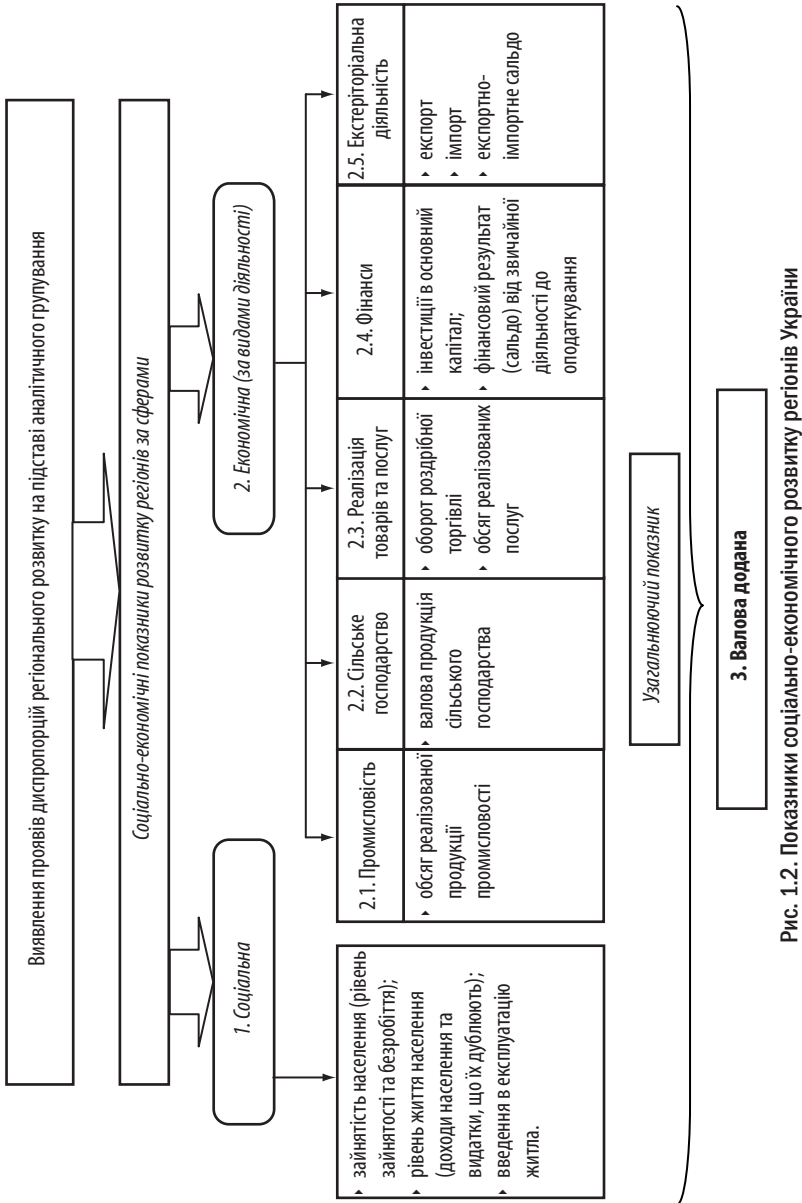 Виявлення проявів диспропорцій регіонального розвитку на підставі аналітичного групування
Соціально-економічні показники розвитку регіонів за сферами
1. Соціальна
2. Економічна (за видами діяльності)
зайнятість населення (рівень
зайнятості та безробіття);
рівень життя населення
(доходи населення та
видатки, що їх дублюють);
введення в експлуатацію
житла.
2.1. Промисловість
обсяг реалізованої
продукції
промисловості
2.2. Сільське
господарство
валова продукція
сільського
господарства
2.3. Реалізація
товарів та послуг
оборот роздрібної
торгівлі
обсяг реалізованих
послуг
2.4. Фінанси
інвестиції в основний
капітал;
фінансовий результат
(сальдо) від звичайної
діяльності до
оподаткування
2.5. Екстериторіальна
діяльність
експорт
імпорт
експортно-
імпортне сальдо
Узагальнюючий показник
3. Валова додана
Рис. 1.2. Показники соціально-економічного розвитку регіонів України